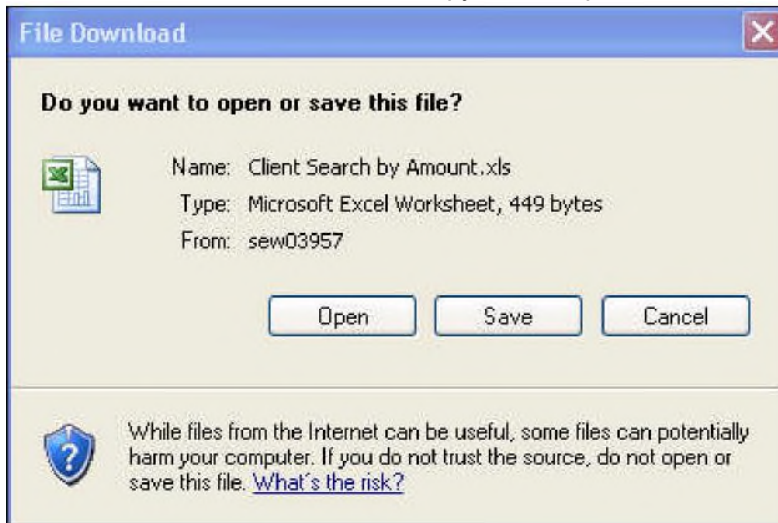 File Download
Do you want to open or save this file?
Name: Client Search by Amount.xls
Type: Microsoft Excel Worksheet, 449 bytes
From: sew03957
Open Save Cancel
While files from the Internet can be useful, some files can potentially
harm your computer. If you do not trust the source, do not open or
save this file. What's the risk?